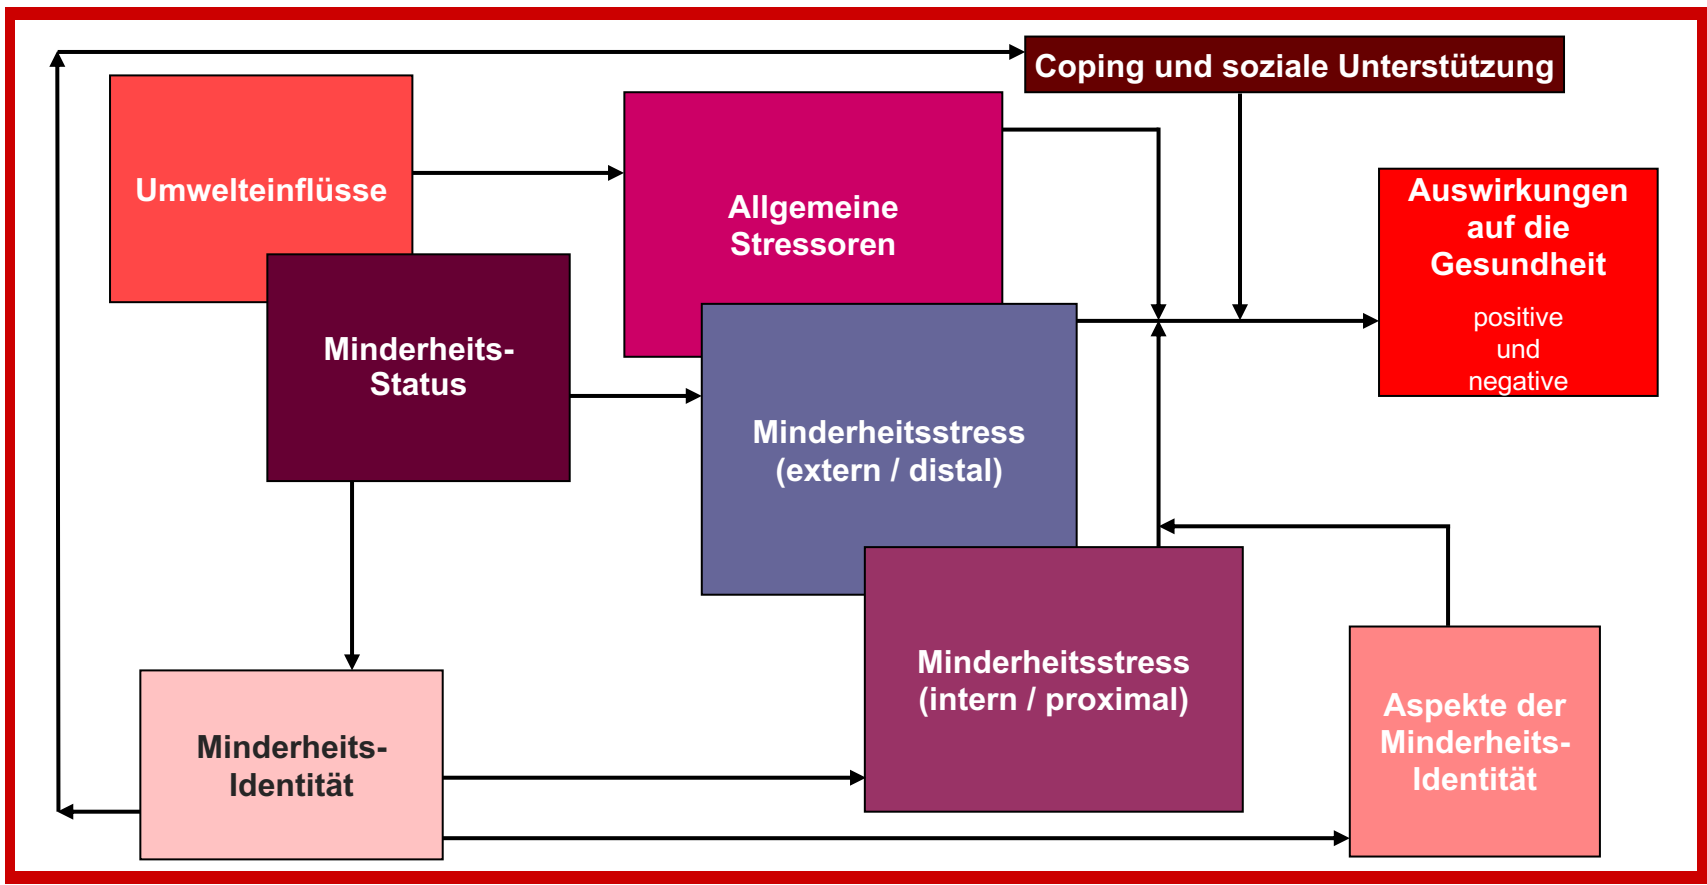 Coping und soziale Unterstützung
Umwelteinflüsse
Allgemeine
Stressoren
Auswirkungen
auf die
Gesundheit
positive
und
negative
Minderheits-
Status
Minderheitsstress
(extern / distal)
Minderheitsstress
(intern / proximal)
Minderheits-
Identität
Aspekte der
Minderheits-
Identität